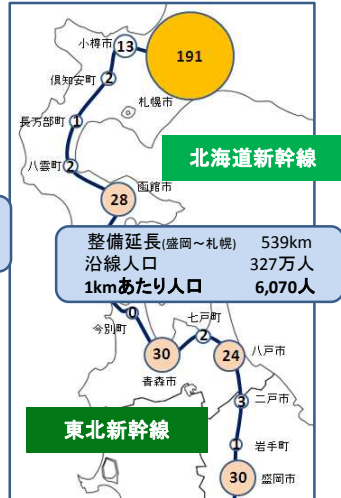 小樽市
13
191
倶知安町
2
札幌市
長万部町
1
北海道新幹線
八雲町
2
函館市
28
整備延長(盛岡~札幌) 539km
沿線人口 327万人
1kmあたり人口 6,070人
0
今別町
七戸町
2
30
24
八戸市
青森市
3
二戸市
東北新幹線
1
岩手町
30
盛岡市